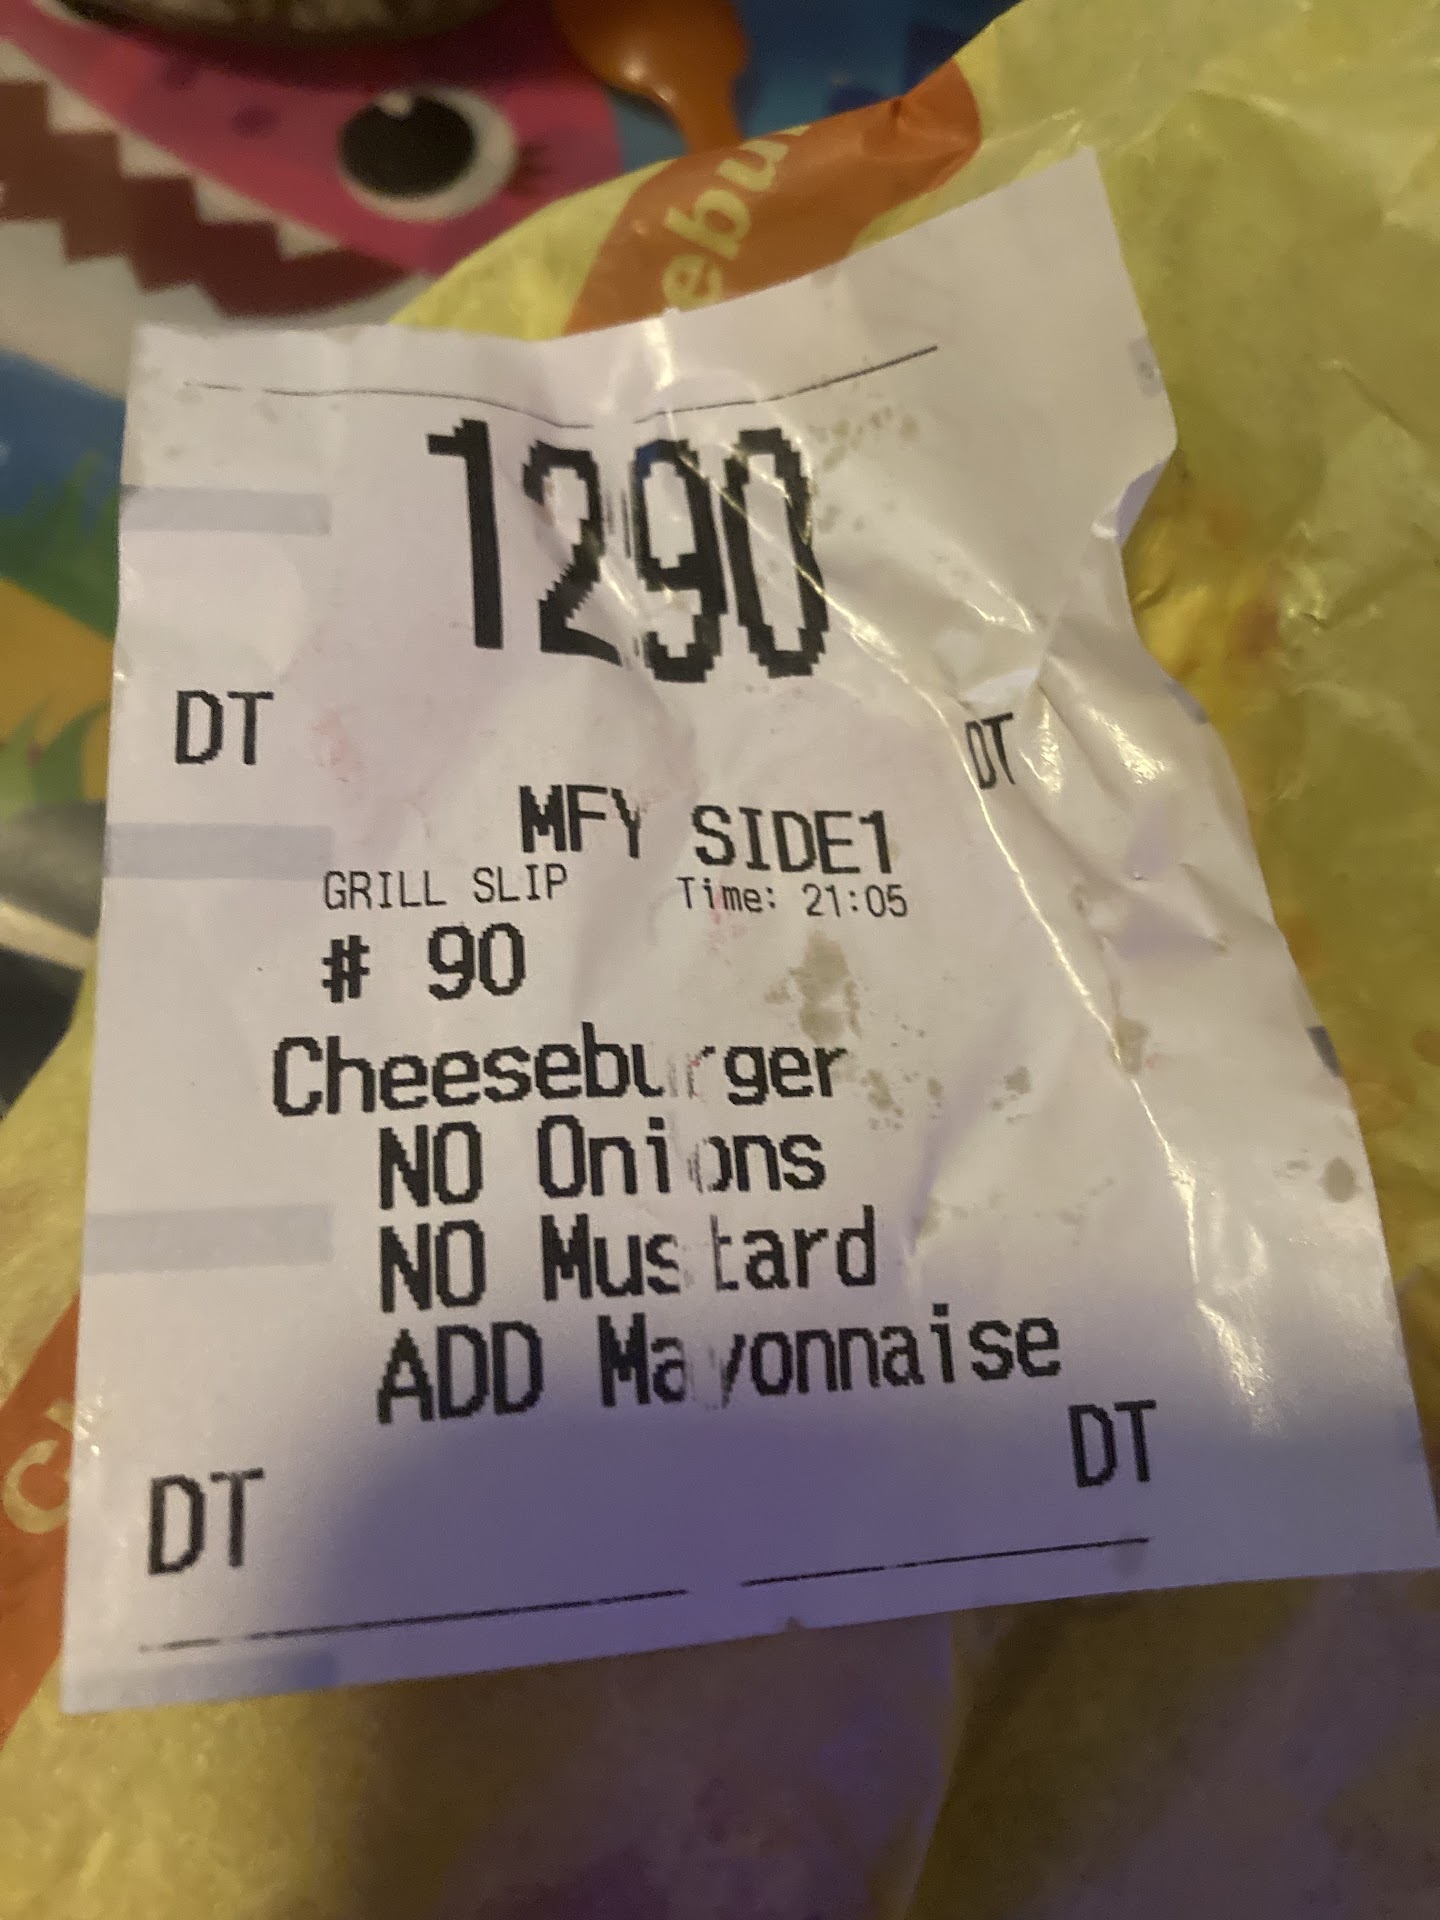 ebu
1290
DT DT
MFY SIDE1
GRILL SLIP Time: 21:05
# 90
Cheeseburger
NO Onions
NO Mustard
ADD Mayonnaise
DT DT